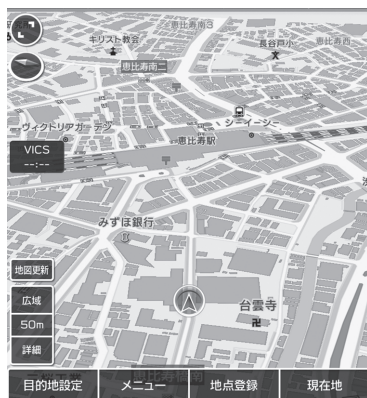 恵比寿南3
キリスト教会
長谷戸小
恵比寿西
恵比寿南二
ヴィクトリアガーデン
シーイーシー
恵比寿駅
VICS
--:--
みずほ銀行
地図更新
広域
50m
台雲寺
詳細
目的地設定
メニュー
地点登録
現在地